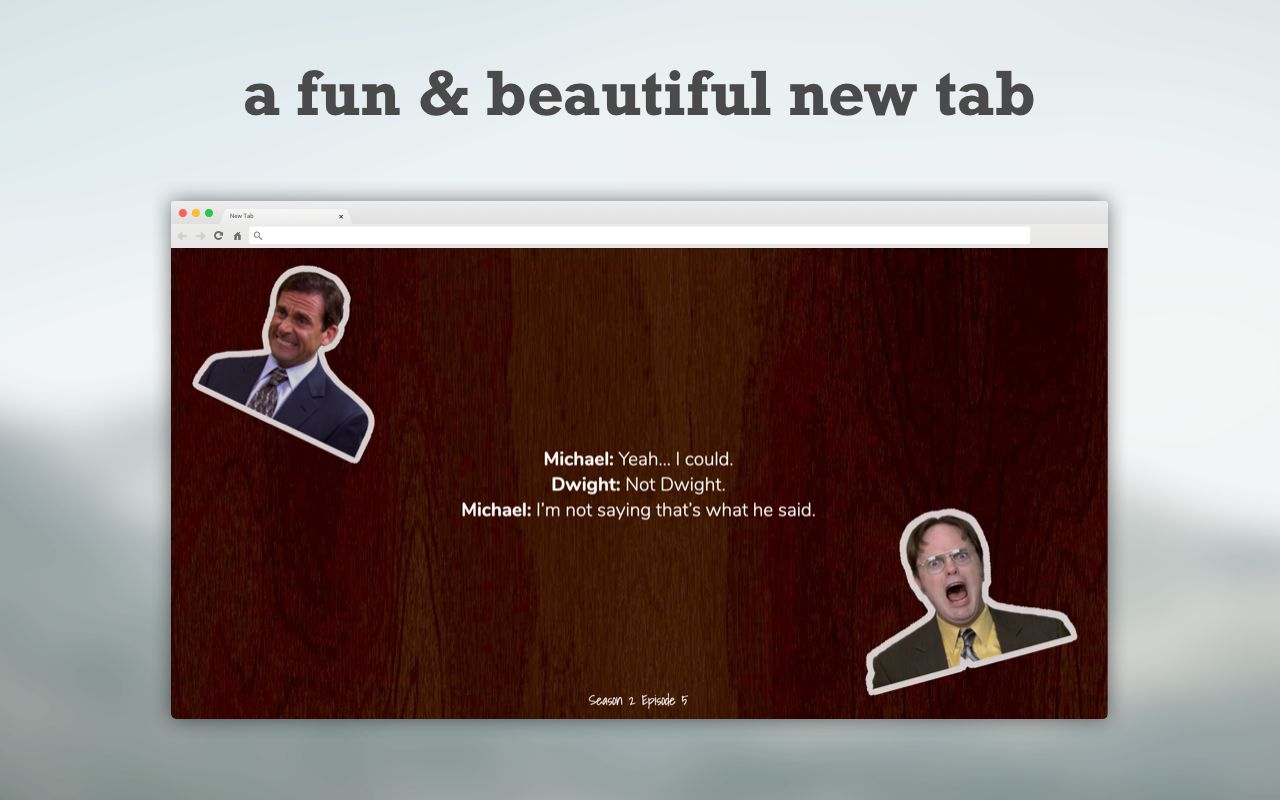 a fun & beautiful new tab
New Tab
Michael: Yeah... I could.
Dwight: Not Dwight.
Michael: I'm not saying that's what he said.
Season 2 Episode 5